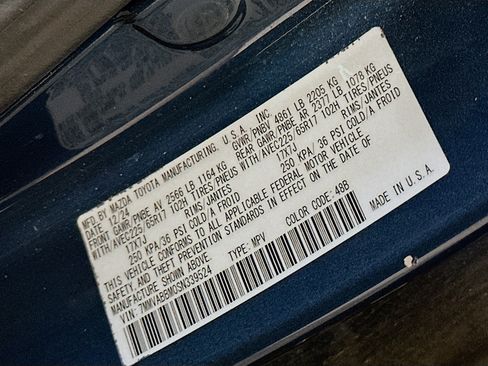 MFD BY MAZDA TOYOTA MANUFACTURING, U.S.A. INC.
DATE: 12/24 GVWR/ PNBV 4861 LB 2205 KG
FRONT GAWR/PNBE AV 2566 LB 1164 KG REAR GAWR/ PNBE AR 2377 LB 1078 KG
WITH/AVEC225/65R17 102H TIRES/PNEUS WITH/AVEC225/65R17 102H TIRES/PNEUS
17X7J RIMS/JANTES 17X7J RIMS/JANTES
250 KPA/ 36 PSI COLD/A FROID 250 KPA/ 36 PSI COLD/A FROID
THIS VEHICLE CONFORMS TO ALL APPLICABLE FEDERAL MOTOR VEHICLE
SAFETY AND THEFT PREVENTION STANDARDS IN EFFECT ON THE DATE OF
MANUFACTURE SHOWN ABOVE.
VIN: 7MMVABBM0SN339524 TYPE: MPV COLOR CODE: 48B MADE IN U.S.A.